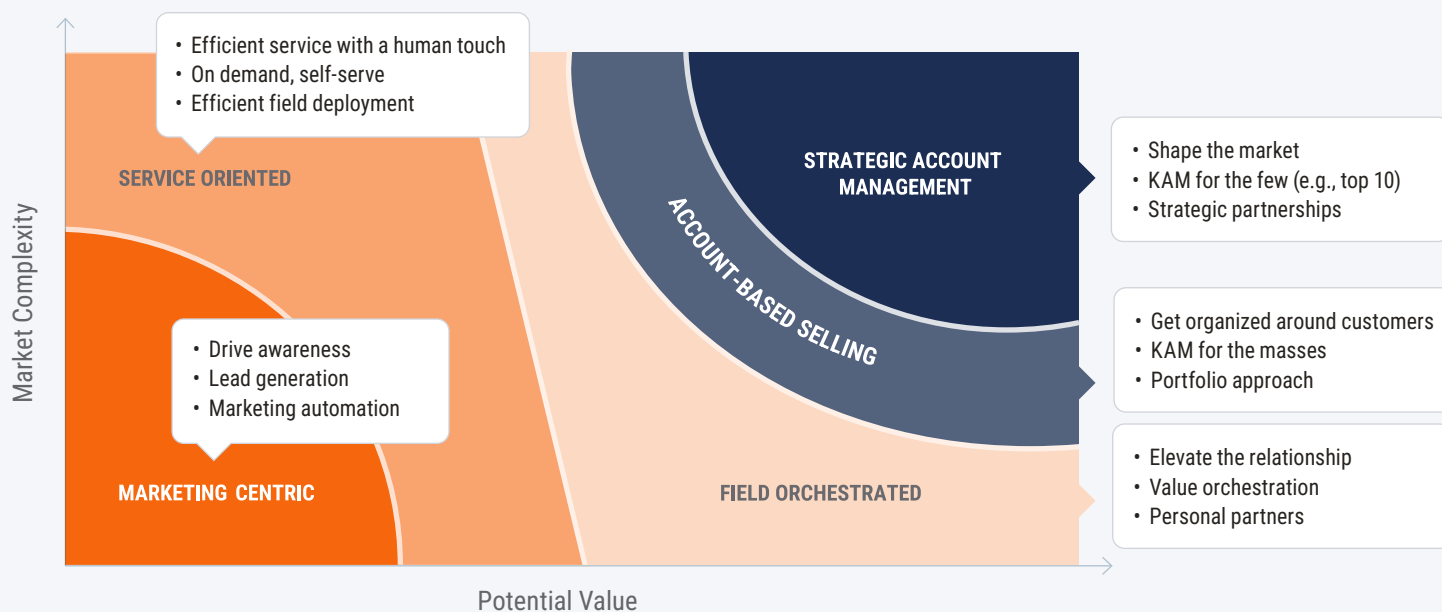 • Efficient service with a human touch
• On demand, self-serve
• Efficient field deployment
SERVICE ORIENTED
STRATEGIC ACCOUNT
MANAGEMENT
• Shape the market
• KAM for the few (e.g., top 10)
• Strategic partnerships
ACCOUNT-BASED SELLING
• Get organized around customers
• KAM for the masses
• Portfolio approach
Market Complexity
• Drive awareness
• Lead generation
• Marketing automation
MARKETING CENTRIC
FIELD ORCHESTRATED
• Elevate the relationship
• Value orchestration
• Personal partners
Potential Value